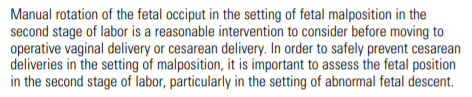 Manual rotation of the fetal occiput in the setting of fetal malposition in the
second stage of labor is a reasonable intervention to consider before moving to
operative vaginal delivery or cesarean delivery. In order to safely prevent cesarean
deliveries in the setting of malposition, it is important to assess the fetal position
in the second stage of labor, particularly in the setting of abnormal fetal descent.